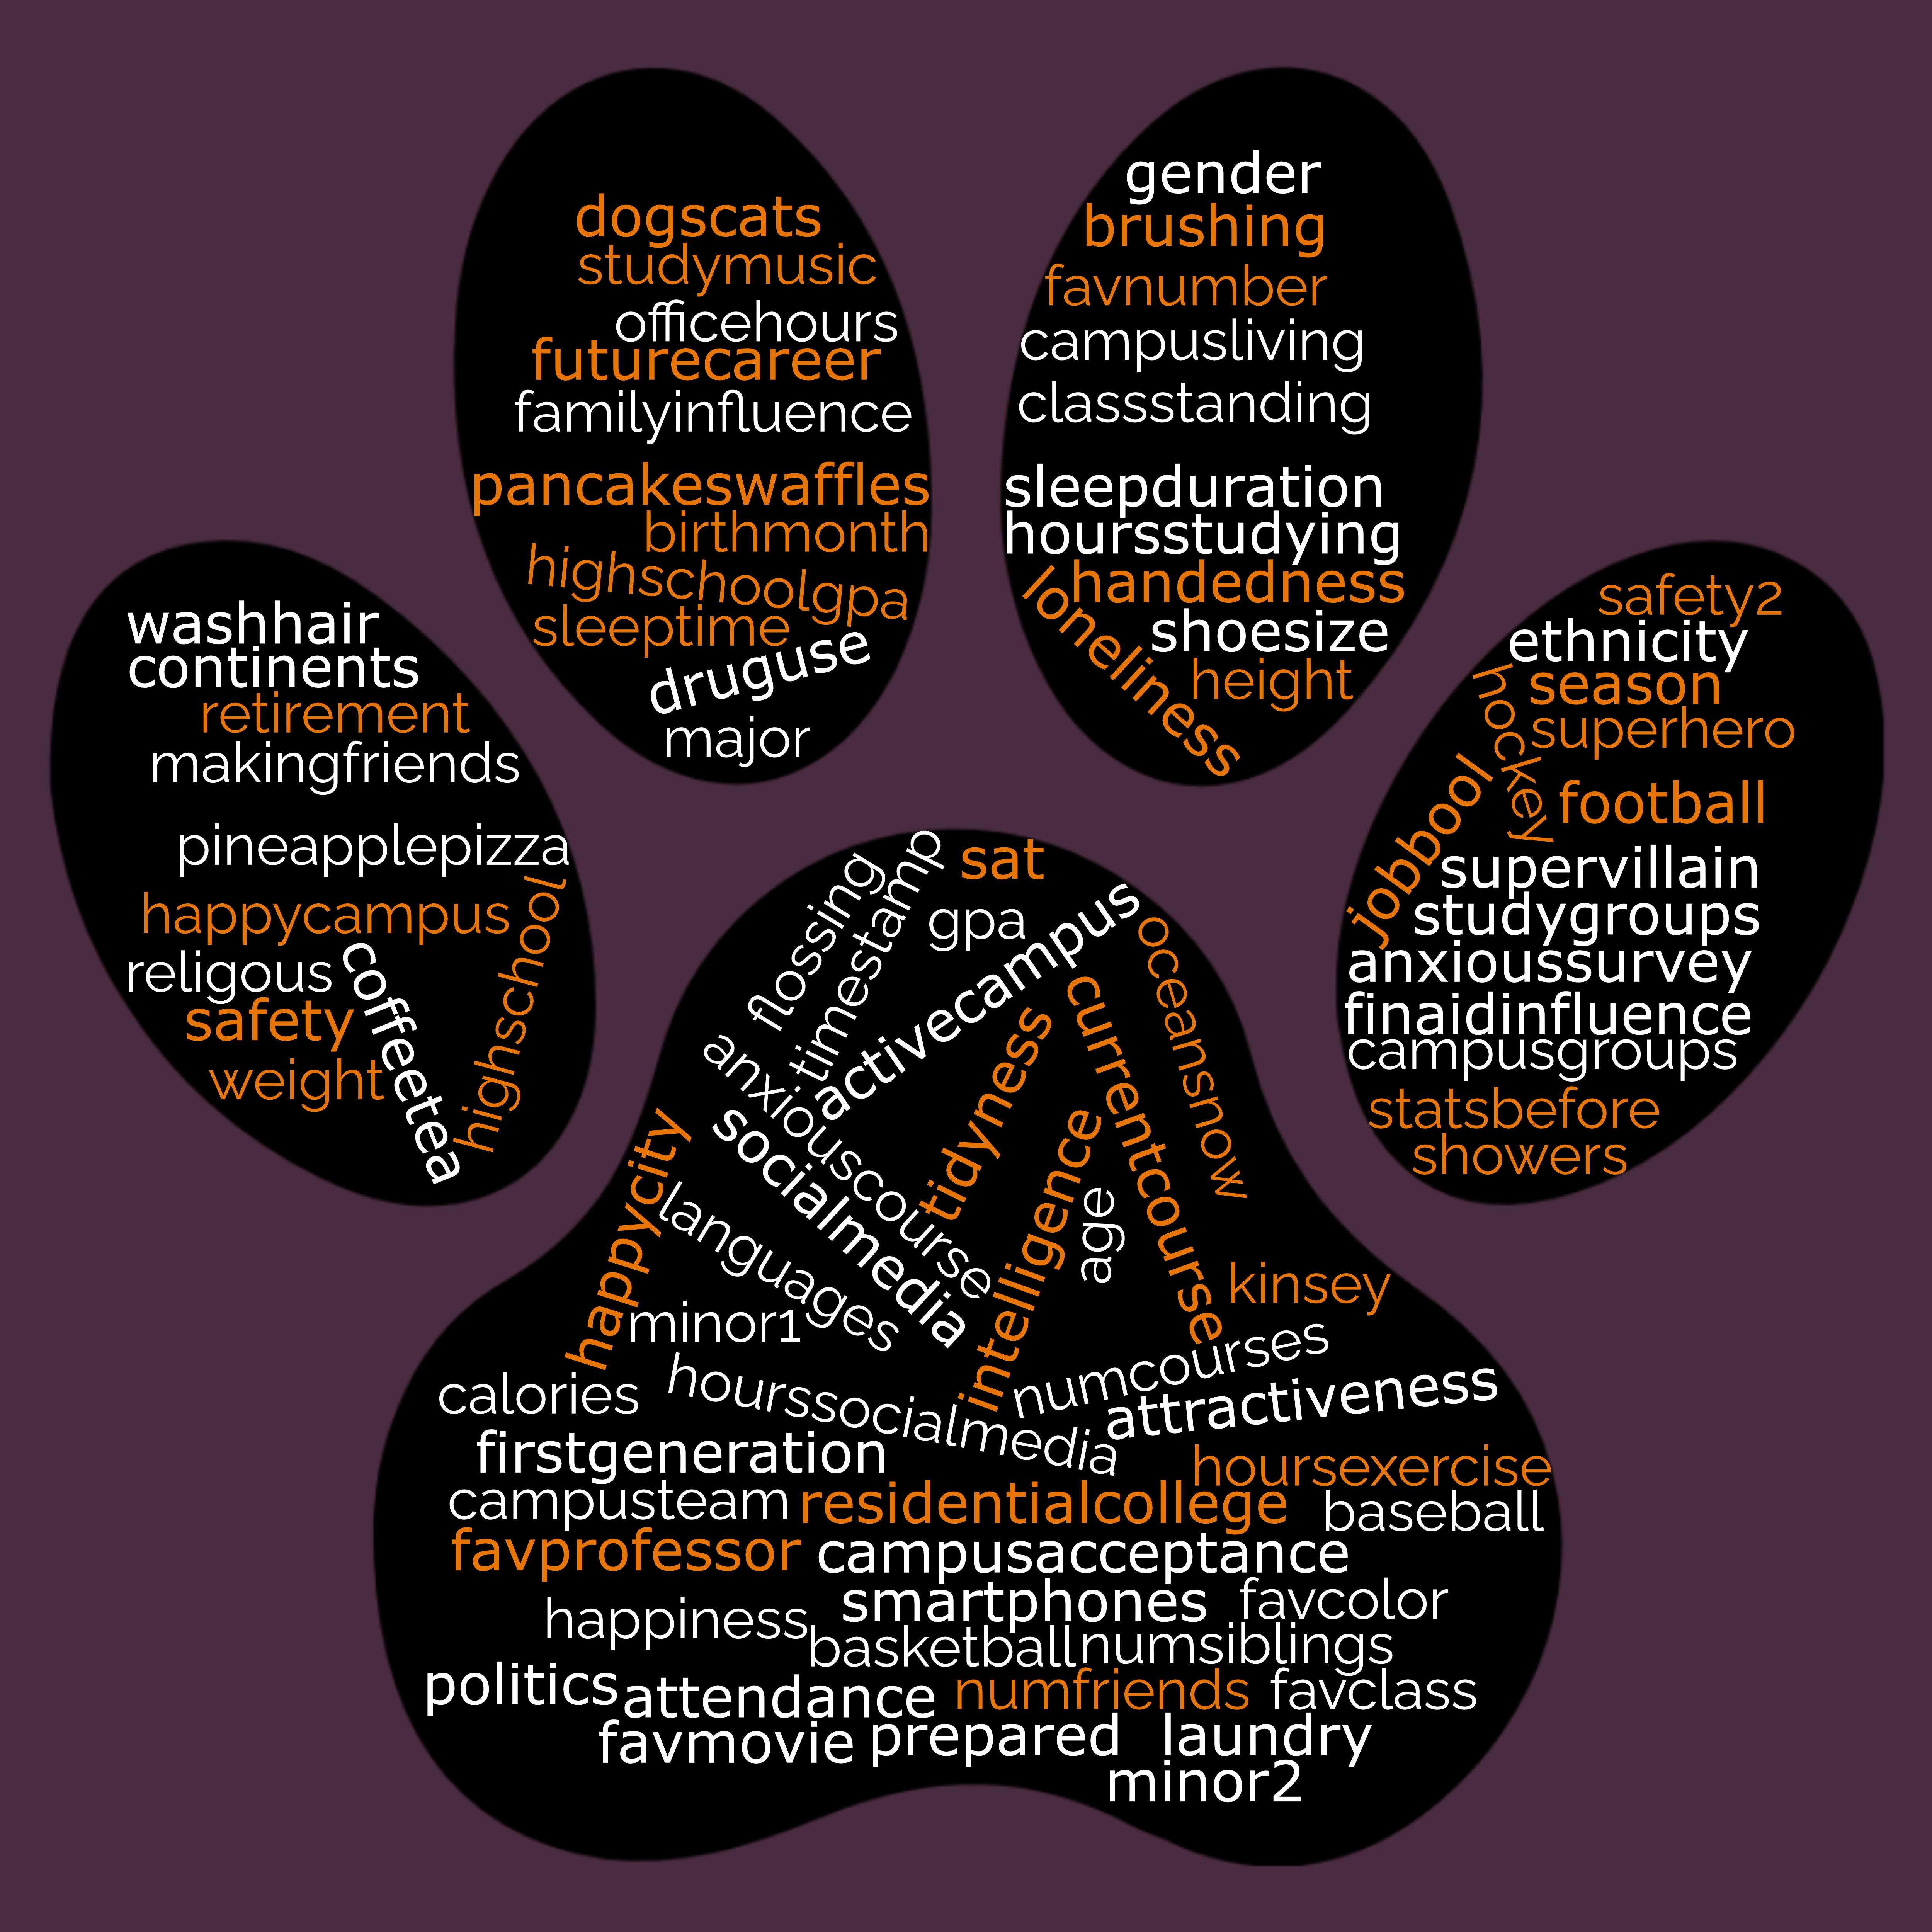 dogscats
studymusic
officehours
futurecareer
familyinfluence
pancakeswaffles
birthmonth
highschoolgpa
sleeptime
druguse
major
gender
brushing
favnumber
campusliving
classstanding
sleepduration
hoursstudying
handedness
loneliness
shoesize
height
washhair
continents
retirement
makingfriends
pineapplepizza
happycampus
highschool
religous
coffeetea
safety
weight
safety2
ethnicity
season
hockey
superhero
football
jobbool
supervillain
studygroups
anxioussurvey
finaidinfluence
campusgroups
statsbefore
showers
flossing
timestamp
sat
gpa
activecampus
oceansnow
currentcourse
tidyness
anxiouscourse
socialmedia
intelligence
age
happycity
languages
minor1
kinsey
numcourses
calories
hourssocialmedia
attractiveness
firstgeneration
hoursexercise
campusteam residentialcollege baseball
favprofessor campusacceptance
happiness smartphones favcolor
basketball numsiblings
politics attendance numfriends favclass
favmovie prepared laundry
minor2